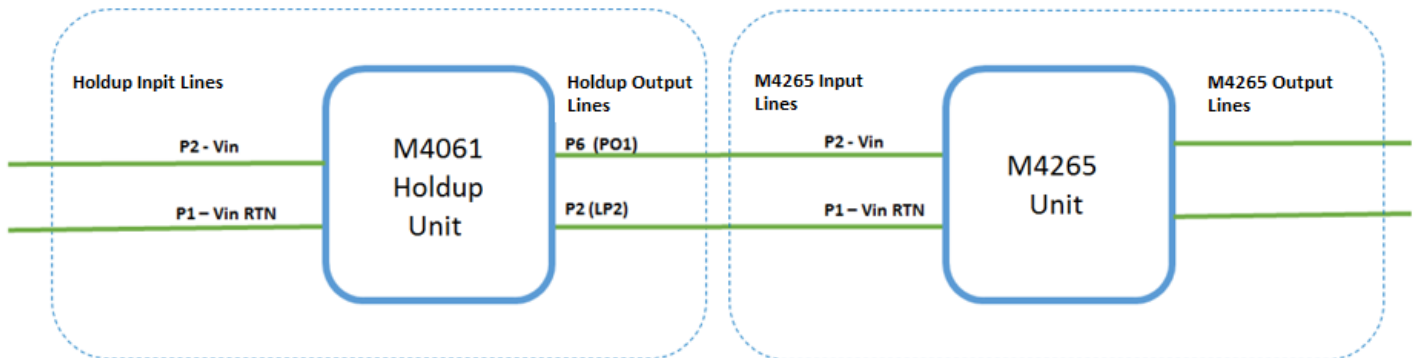 Holdup Inpit Lines
Holdup Output
Lines
M4265 Input
Lines
M4265 Output
Lines
P2 - Vin
P1 – Vin RTN
M4061
Holdup
Unit
P6 (PO1)
P2 (LP2)
P2 - Vin
P1 – Vin RTN
M4265
Unit